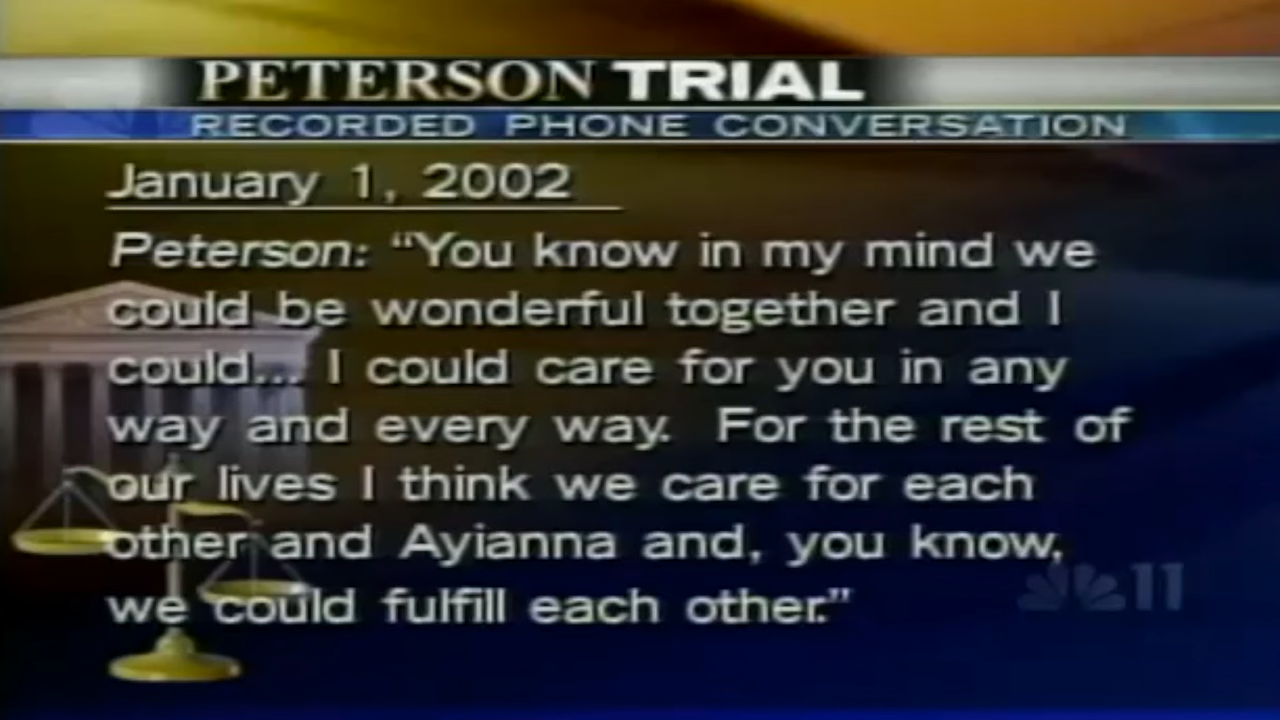 PETERSON TRIAL
RECORDED PHONE CONVERSATION
January 1, 2002
Peterson: “You know in my mind we
could be wonderful together and I
could... I could care for you in any
way and every way. For the rest of
our lives I think we care for each
other and Ayianna and, you know,
we could fulfill each other.”
11